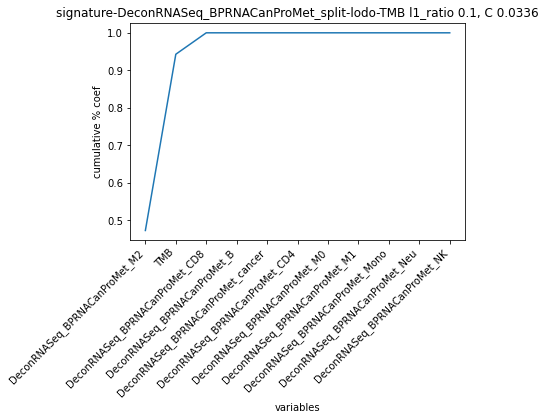 signature-DeconRNASeq_BPRNACanProMet_split-lodo-TMB l1_ratio 0.1, C 0.0336
cumulative % coef
1.0
0.9
0.8
0.7
0.6
0.5
DeconRNASeq_BPRNACanProMet_M2
TMB
DeconRNASeq_BPRNACanProMet_CD8
DeconRNASeq_BPRNACanProMet_B
DeconRNASeq_BPRNACanProMet_cancer
DeconRNASeq_BPRNACanProMet_CD4
DeconRNASeq_BPRNACanProMet_M0
DeconRNASeq_BPRNACanProMet_M1
DeconRNASeq_BPRNACanProMet_Mono
DeconRNASeq_BPRNACanProMet_Neu
DeconRNASeq_BPRNACanProMet_NK
variables